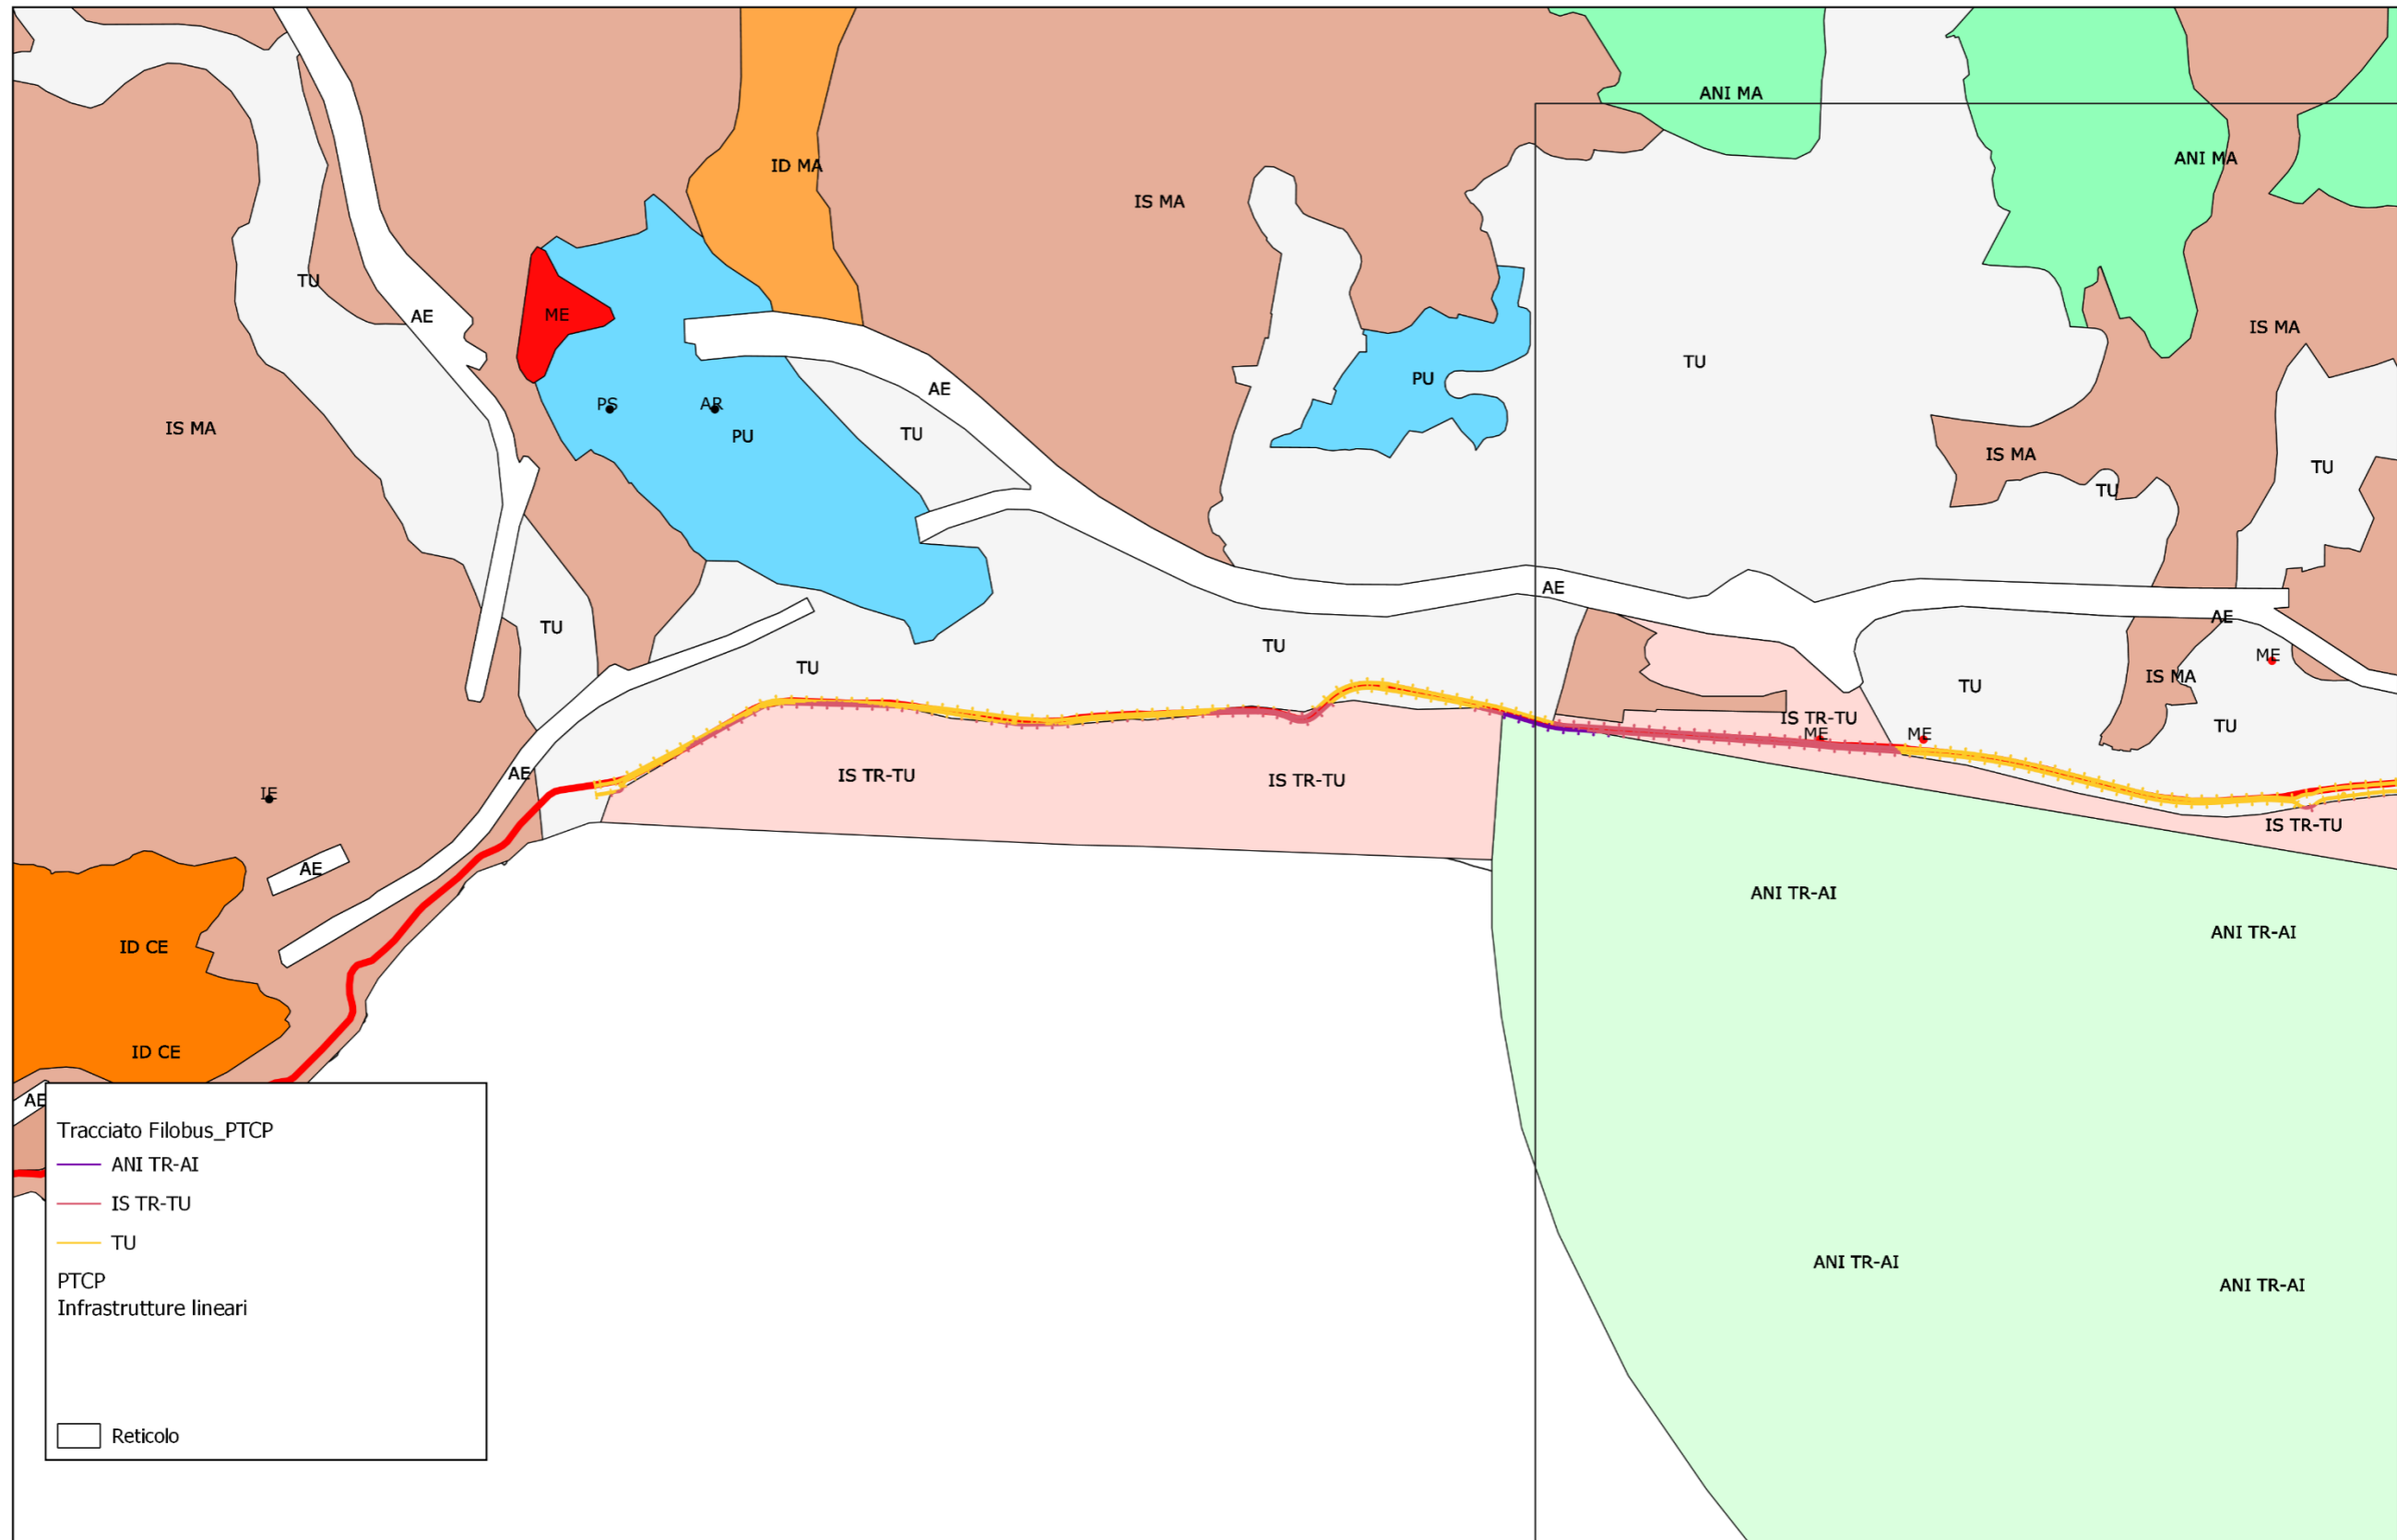 ANI MA
ANI MA
ID MA
IS MA
TU
AE
ME
IS MA
TU
PU
AE
PS
AR
PU
TU
IS MA
IS MA
TU
TU
AE
AE
TU
TU
TU
ME
IS MA
TU
TU
IS TR-TU
ME
ME
TU
AE
IS TR-TU
IS TR-TU
IE
IS TR-TU
AE
ANI TR-AI
ANI TR-AI
ID CE
ID CE
AE
ANI TR-AI
ANI TR-AI
Tracciato Filobus_PTCP
ANI TR-AI
IS TR-TU
TU
PTCP
Infrastrutture lineari
Reticolo